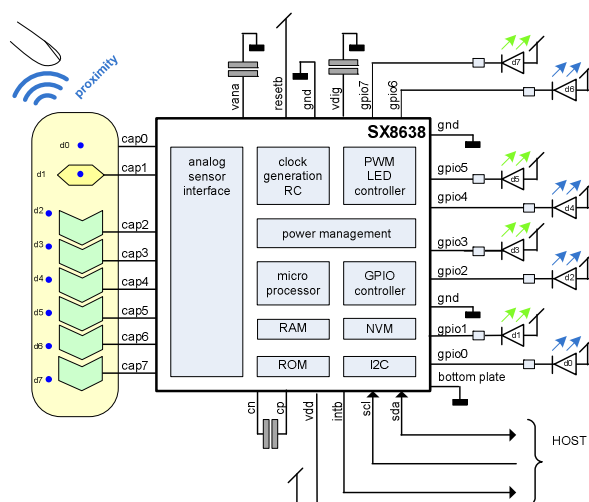 proximity
vana
resetb
gnd
vdig
gpio7
gpio6
d7
d6
SX8638
gnd
d0
cap0
d1
cap1
analog
sensor
interface
clock
generation
RC
PWM
LED
controller
gpio5
d5
gpio4
d4
d2
cap2
power management
gpio3
d3
d3
cap3
gpio2
d2
d4
cap4
micro
processor
GPIO
controller
gnd
d5
cap5
RAM
NVM
gpio1
d1
d6
cap6
gpio0
d0
d7
cap7
ROM
I2C
bottom plate
cn
cp
vdd
intb
scl
sda
HOST